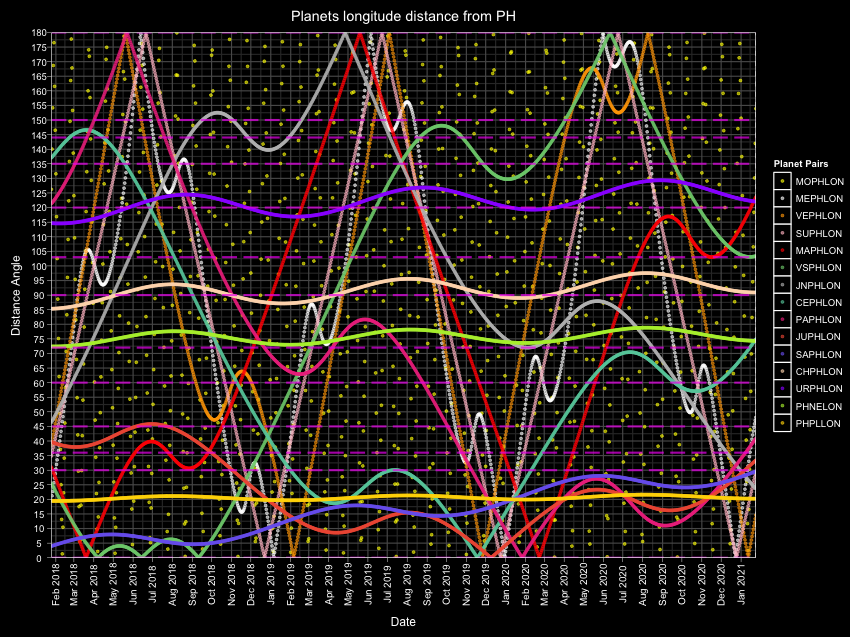 Planets longitude distance from PH
Distance Angle
180
175
170
165
160
155
150
145
140
135
130
125
120
115
110
105
100
95
90
85
80
75
70
65
60
55
50
45
40
35
30
25
20
15
10
5
0
Feb 2018
Mar 2018
Apr 2018
May 2018
Jun 2018
Jul 2018
Aug 2018
Sep 2018
Oct 2018
Nov 2018
Dec 2018
Jan 2019
Feb 2019
Mar 2019
Apr 2019
May 2019
Jun 2019
Jul 2019
Aug 2019
Sep 2019
Oct 2019
Nov 2019
Dec 2019
Jan 2020
Feb 2020
Mar 2020
Apr 2020
May 2020
Jun 2020
Jul 2020
Aug 2020
Sep 2020
Oct 2020
Nov 2020
Dec 2020
Jan 2021
Date
Planet Pairs
MOPHLON
MEPHLON
VEPHLON
SUPHLON
MAPHLON
VSPHLON
JNPHLON
CEPHLON
PAPHLON
JUPHLON
SAPHLON
CHPHLON
URPHLON
PHNELON
PHPLLON